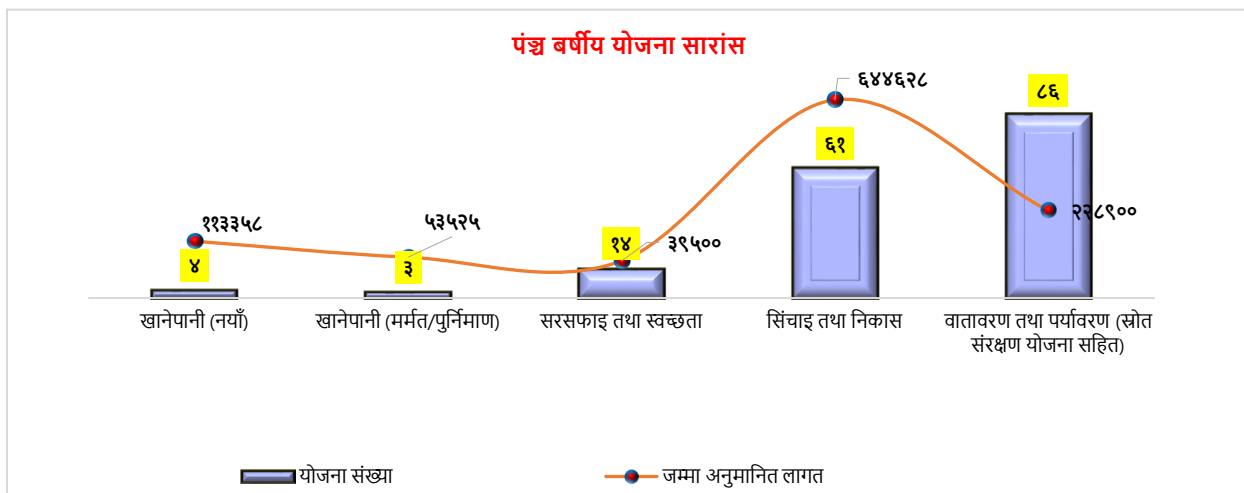 पंञ्च बर्षीय योजना सारांस
६४४६२८
८६
६१
११३३५८
५३५२५
१४
३९५००
२२८९००
४
३
खानेपानी (नयाँ)
खानेपानी (मर्मत/पुर्निमाण)
सरसफाइ तथा स्वच्छता
सिंचाइ तथा निकास
वातावरण तथा पर्यावरण (स्रोत
संरक्षण योजना सहित)
योजना संख्या
जम्मा अनुमानित लागत